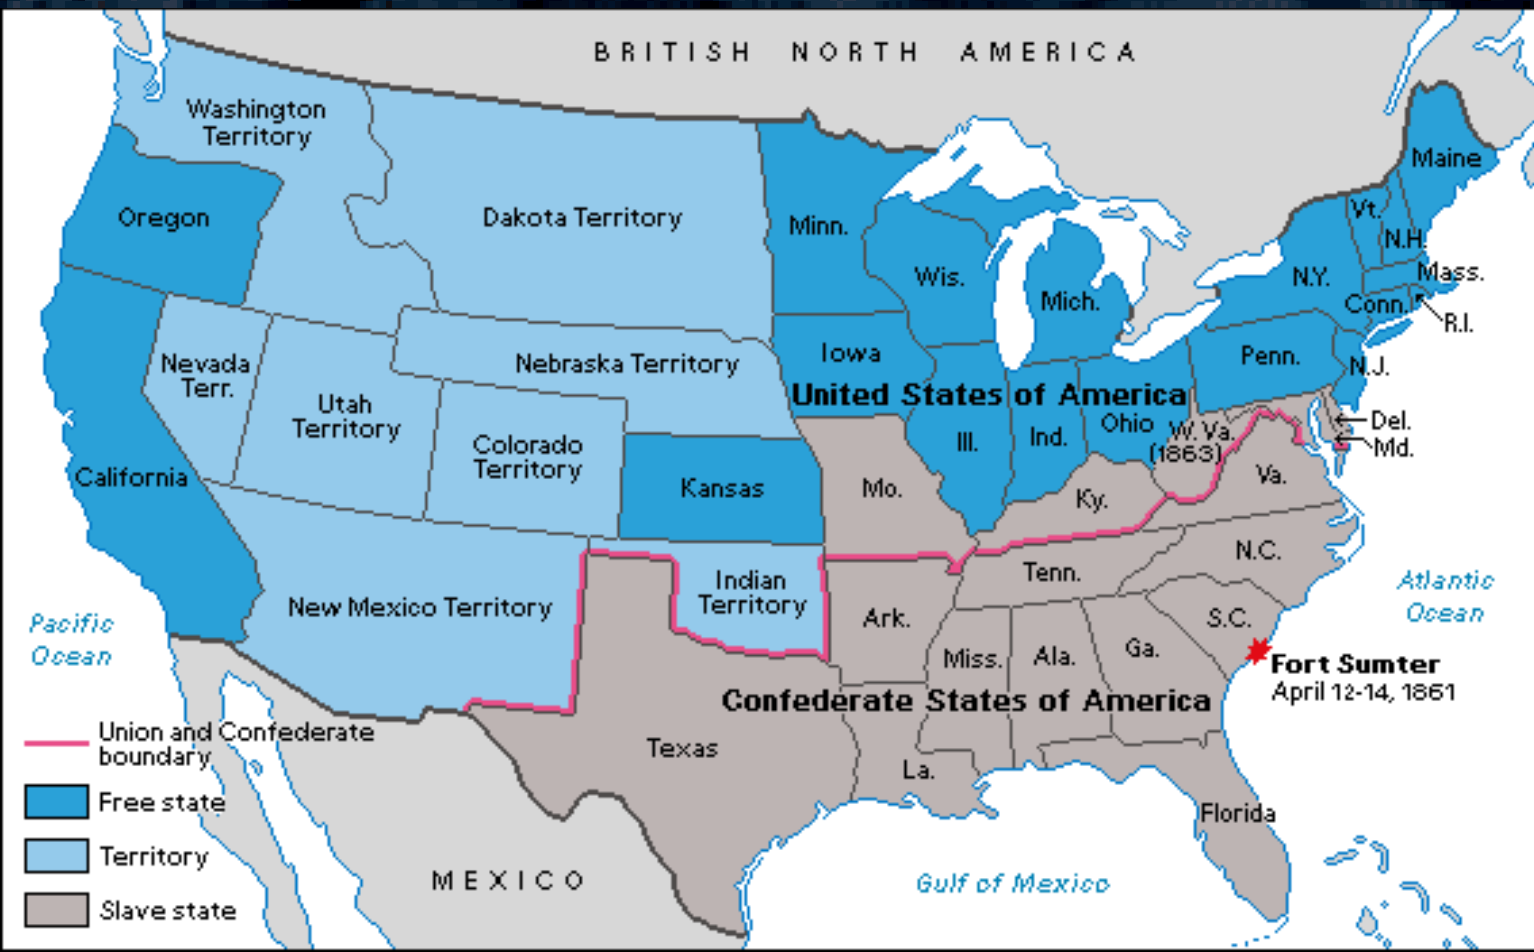 BRITISH NORTH AMERICA
Washington
Territory
Oregon
Dakota Territory
Minn.
Wis.
Mich.
Maine
Vt.
N.H.
N.Y.
Mass.
Conn.
R.I.
Nevada
Terr.
Utah
Territory
Nebraska Territory
Iowa
Penn.
N.J.
United States of America
Colorado
Territory
Kansas
Mo.
Ill.
Ind.
Ohio
W. Va.
(1863)
Del.
Md.
Va.
Ky.
California
New Mexico Territory
Indian
Territory
Tenn.
N.C.
Ark.
S.C.
Miss.
Ala.
Ga.
Pacific
Ocean
Atlantic
Ocean
Fort Sumter
April 12-14, 1861
Confederate States of America
Texas
La.
Florida
MEXICO
Gulf of Mexico
Union and Confederate
boundary
Free state
Territory
Slave state